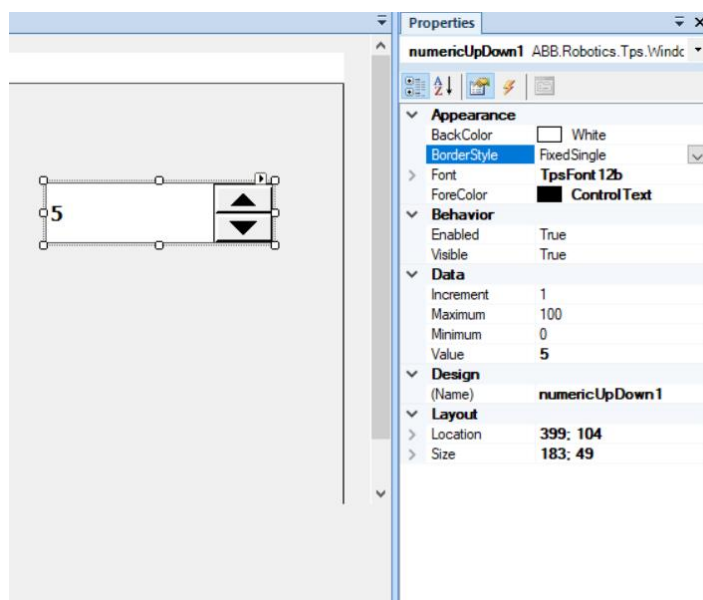 Properties
numericUpDown1 ABB.Robotics.Tps.Windc
Appearance
BackColor White
BorderStyle FixedSingle
Font TpsFont12b
ForeColor ControlText
Behavior
Enabled True
Visible True
Data
Increment 1
Maximum 100
Minimum 0
Value 5
Design
(Name) numericUpDown1
Layout
Location 399; 104
Size 183; 49
5